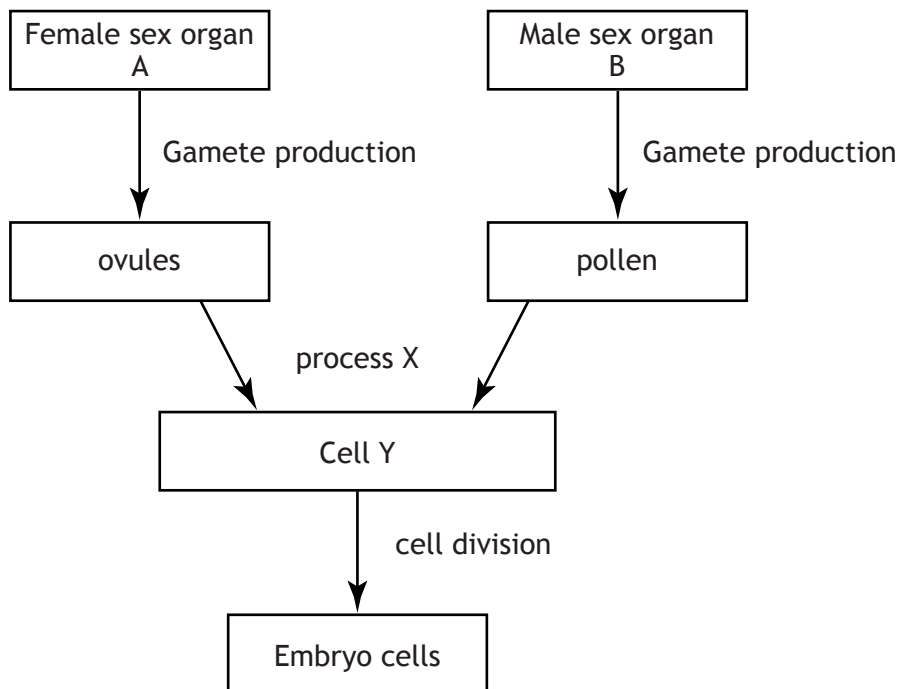 Female sex organ
A
Male sex organ
B
Gamete production
Gamete production
ovules
pollen
process X
Cell Y
cell division
Embryo cells